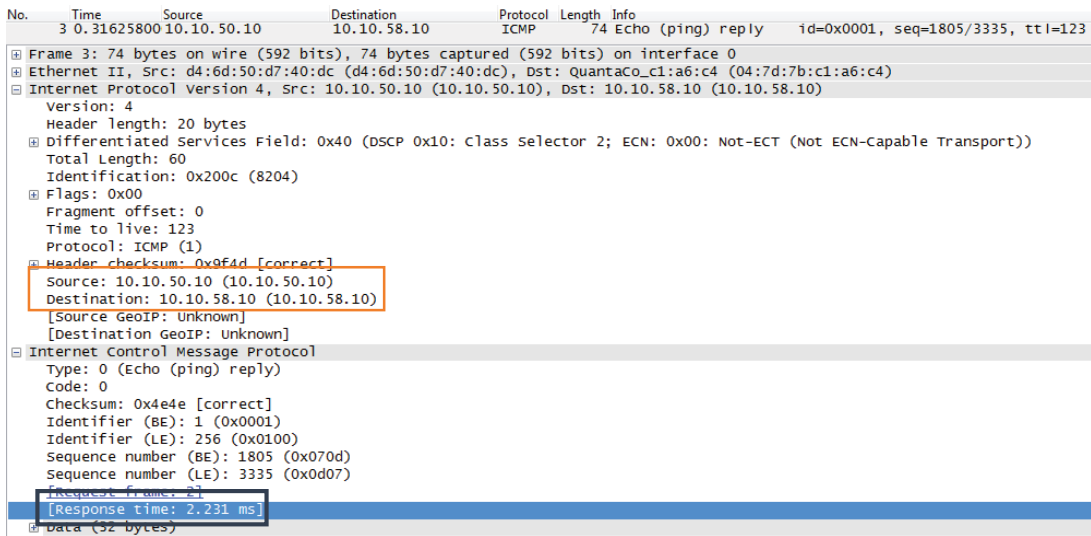 No. Time Source Destination Protocol Length Info
3 0.31625800 10.10.50.10 10.10.58.10 ICMP 74 Echo (ping) reply id=0x0001, seq=1805/3335, ttl=123
Frame 3: 74 bytes on wire (592 bits), 74 bytes captured (592 bits) on interface 0
Ethernet II, Src: d4:6d:50:d7:40:dc (d4:6d:50:d7:40:dc), Dst: QuantaCo_c1:a6:c4 (04:7d:7b:c1:a6:c4)
Internet Protocol Version 4, Src: 10.10.50.10 (10.10.50.10), Dst: 10.10.58.10 (10.10.58.10)
Version: 4
Header length: 20 bytes
Differentiated Services Field: 0x40 (DSCP 0x10: Class Selector 2; ECN: 0x00: Not-ECT (Not ECN-Capable Transport))
Total Length: 60
Identification: 0x200c (8204)
Flags: 0x00
Fragment offset: 0
Time to live: 123
Protocol: ICMP (1)
Header checksum: 0x9f4d [correct]
Source: 10.10.50.10 (10.10.50.10)
Destination: 10.10.58.10 (10.10.58.10)
[Source GeoIP: Unknown]
[Destination GeoIP: Unknown]
Internet Control Message Protocol
Type: 0 (Echo (ping) reply)
Code: 0
Checksum: 0x4e4e [correct]
Identifier (BE): 1 (0x0001)
Identifier (LE): 256 (0x0100)
Sequence number (BE): 1805 (0x070d)
Sequence number (LE): 3335 (0x0d07)
[Request frame: 2]
[Response time: 2.231 ms]
Data (32 bytes)